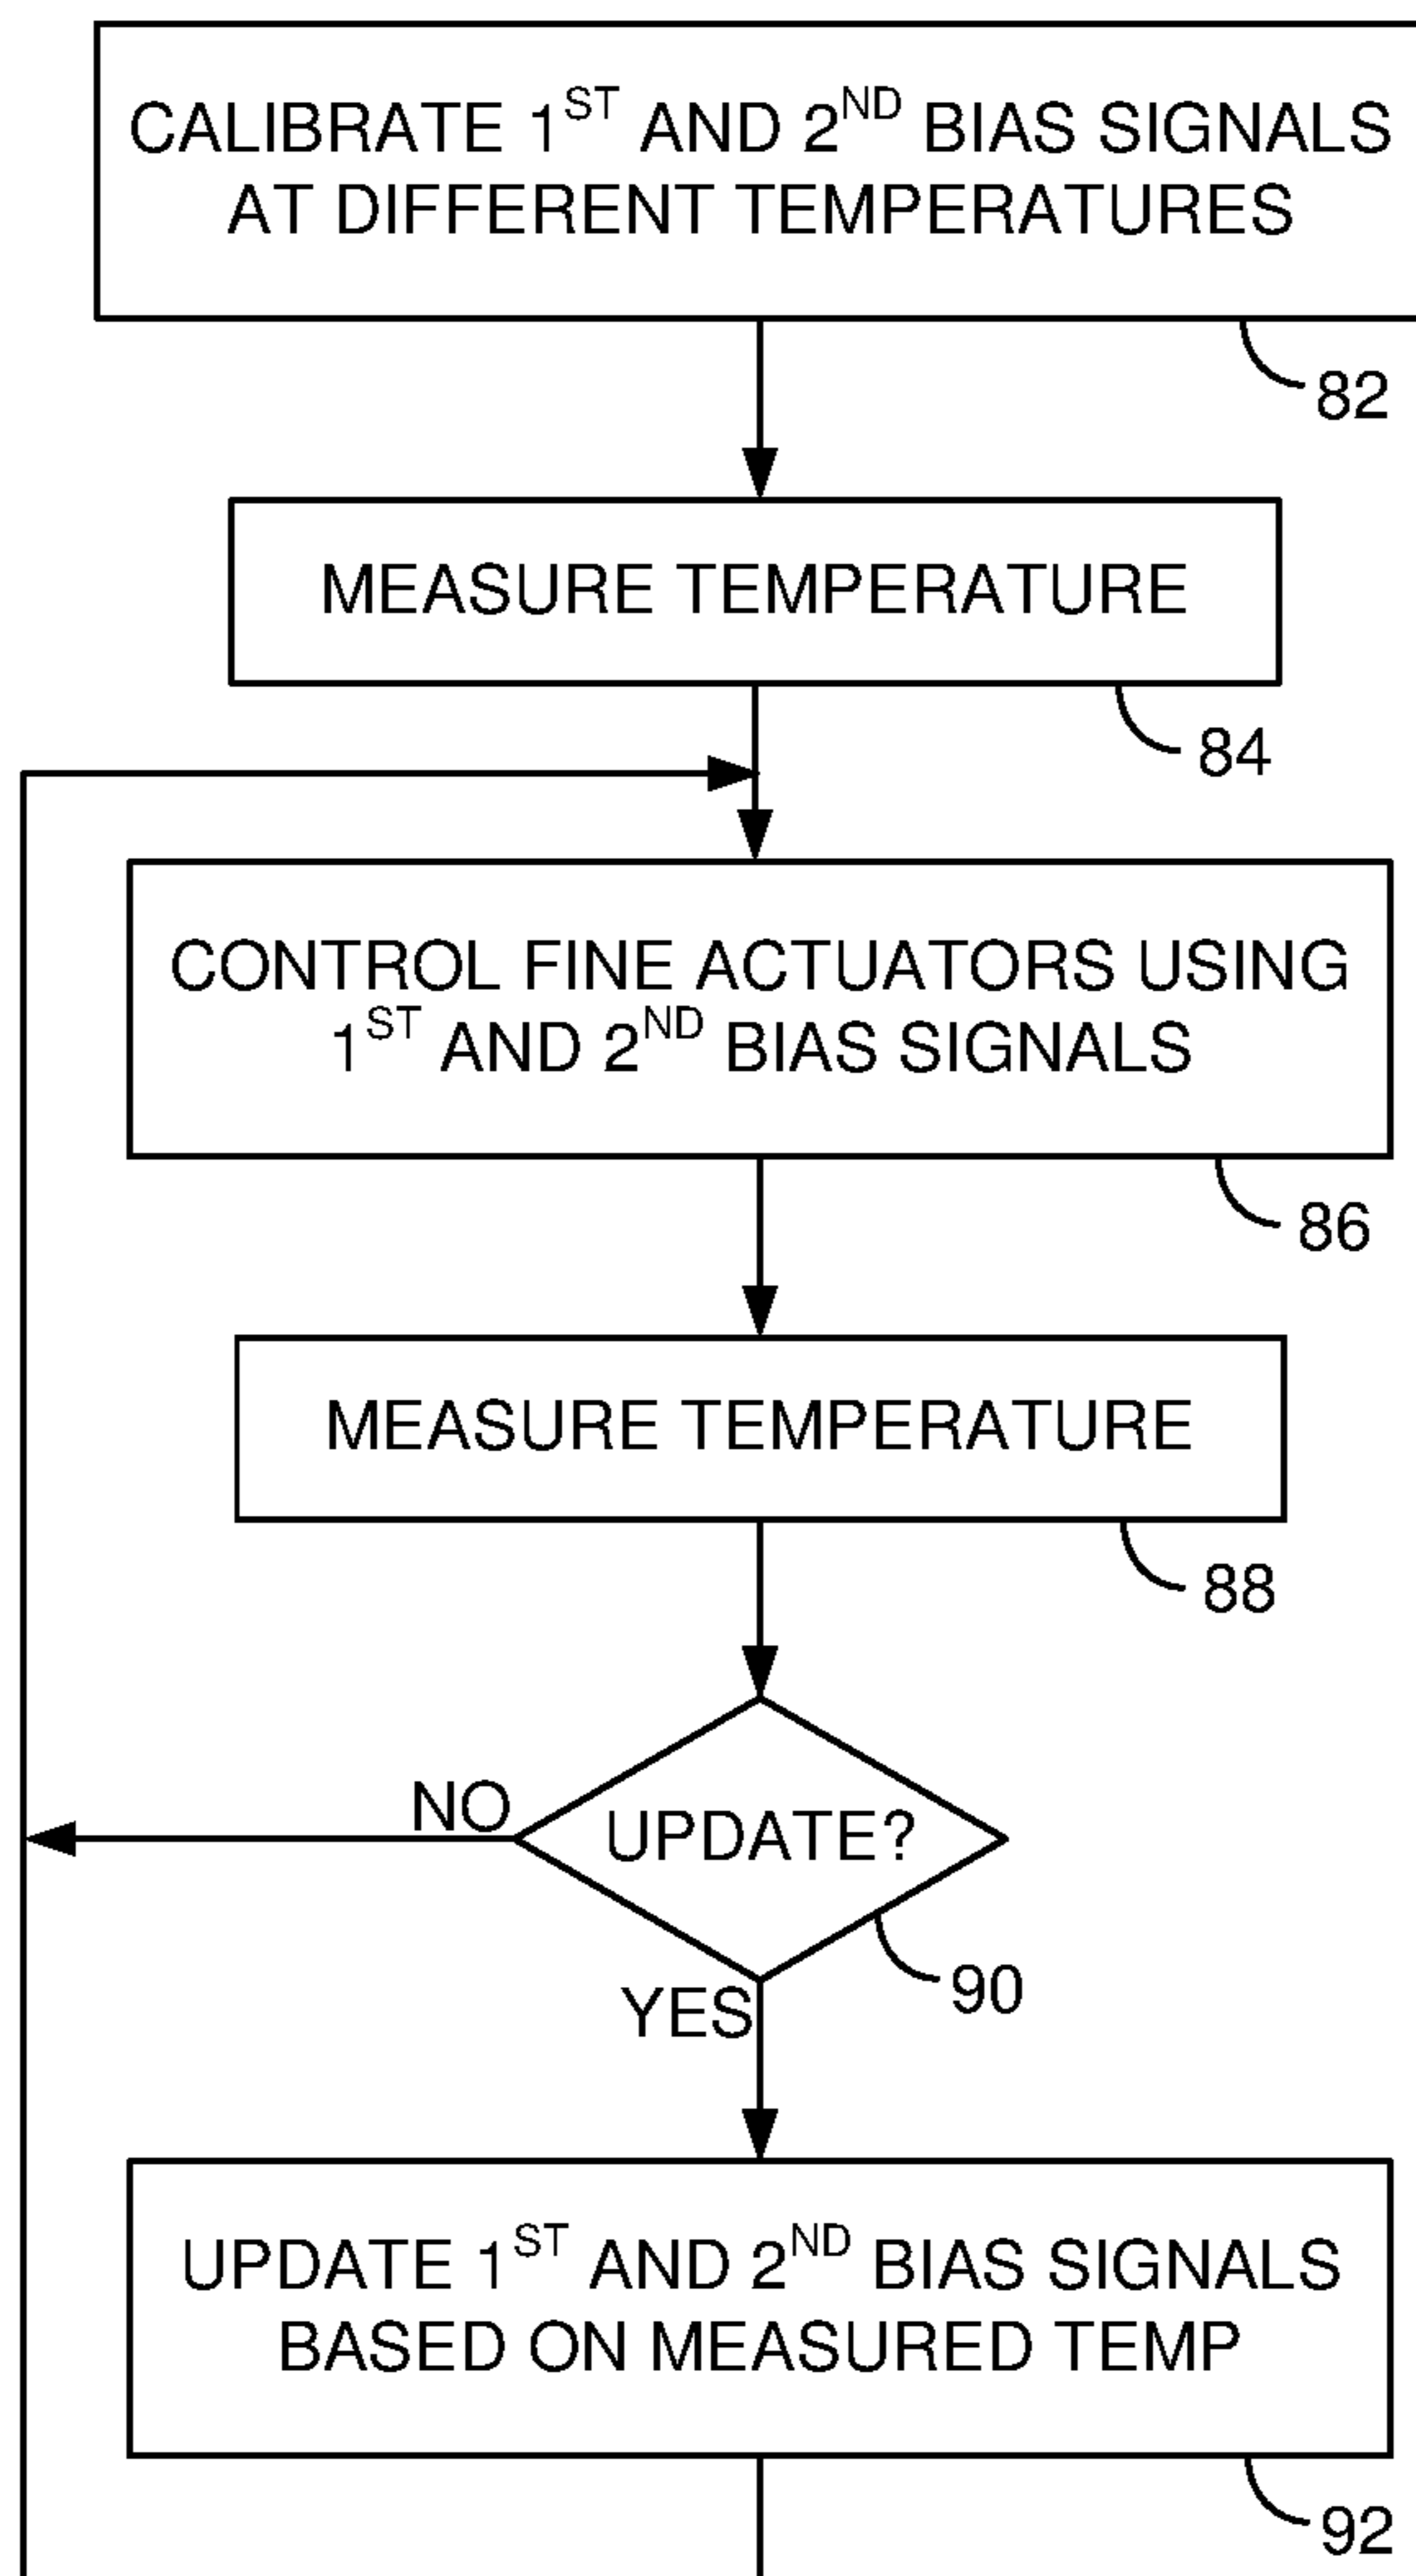 CALIBRATE 1ST AND 2ND BIAS SIGNALS
AT DIFFERENT TEMPERATURES
82
MEASURE TEMPERATURE
84
CONTROL FINE ACTUATORS USING
1ST AND 2ND BIAS SIGNALS
86
MEASURE TEMPERATURE
88
NO
UPDATE?
90
YES
UPDATE 1ST AND 2ND BIAS SIGNALS
BASED ON MEASURED TEMP
92